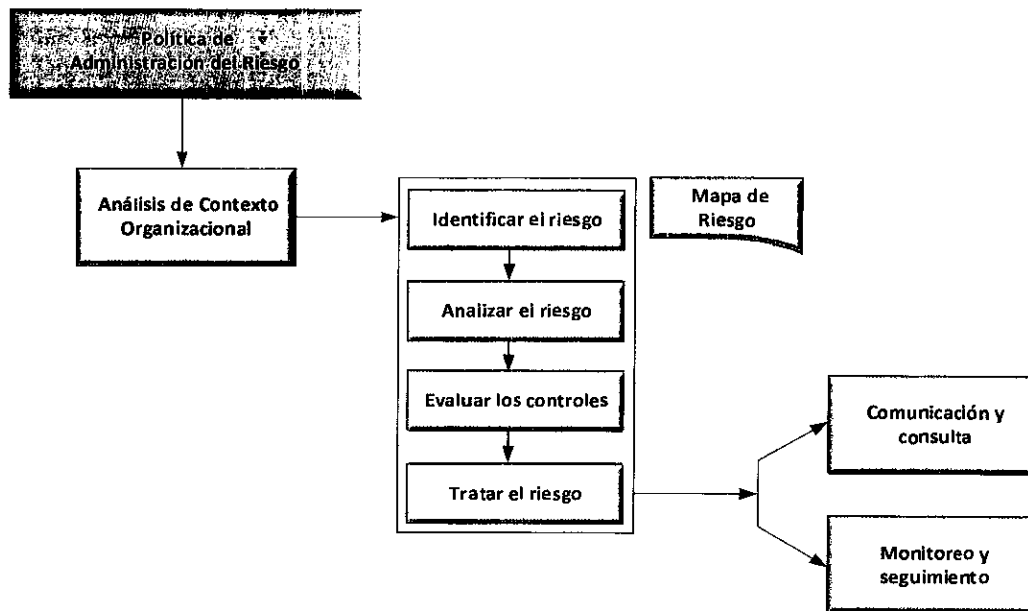 Política de
Administración del Riesgo
Análisis de Contexto
Organizacional
Identificar el riesgo
Mapa de
Riesgo
Analizar el riesgo
Evaluar los controles
Tratar el riesgo
Comunicación y
consulta
Monitoreo y
seguimiento